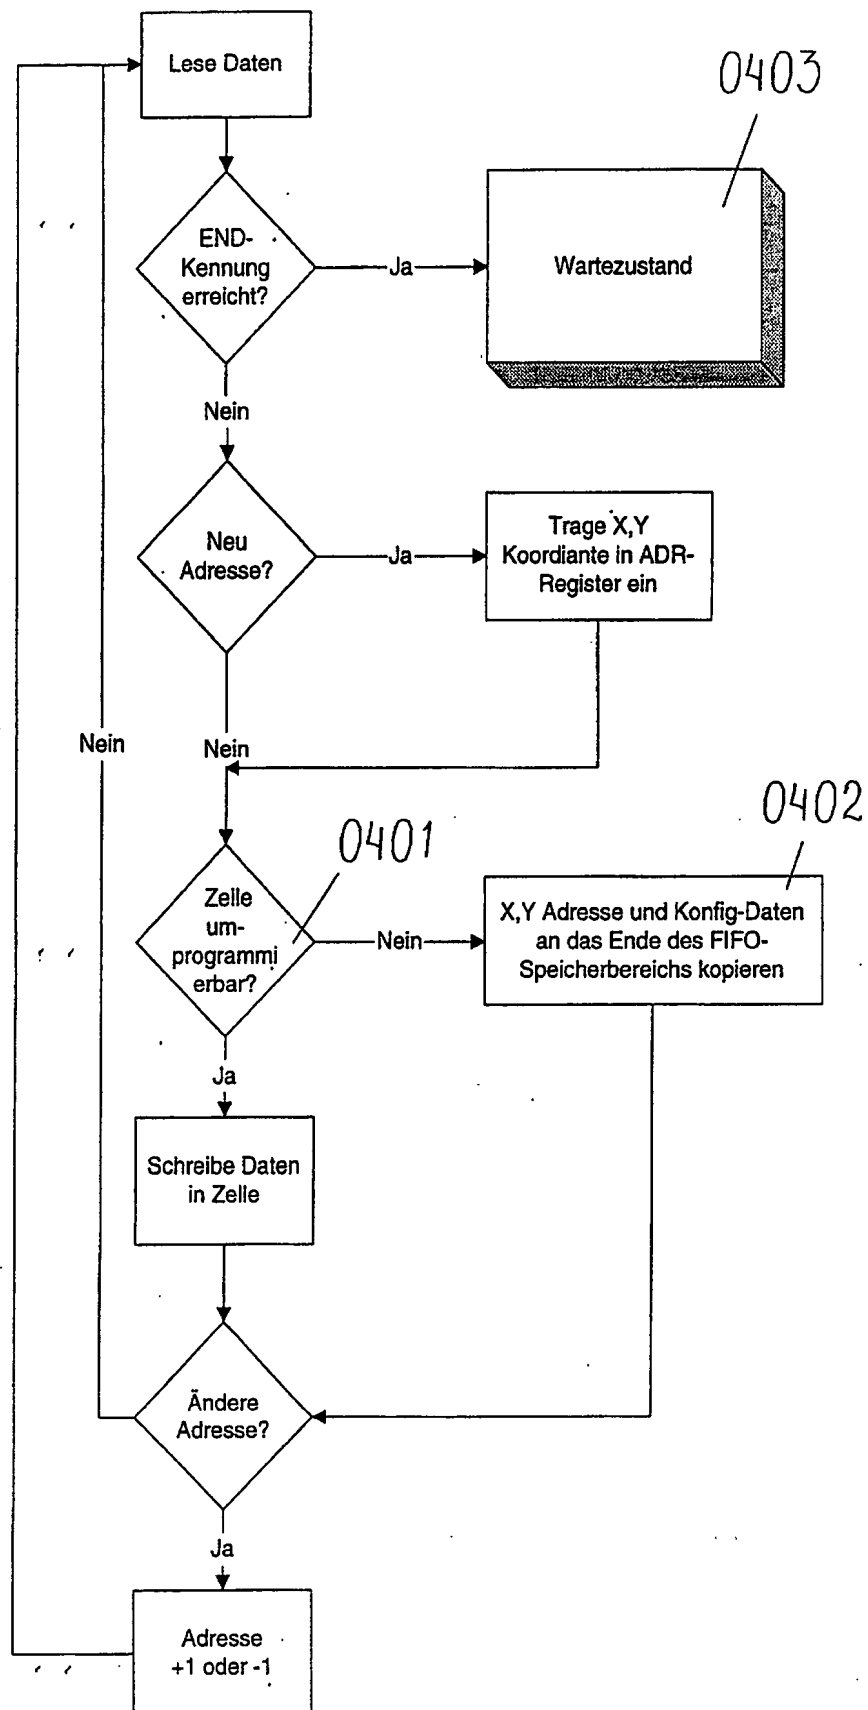 Lese Daten
0403
END-
Kennung
erreicht?
Ja
Wartezustand
Nein
Neu
Adresse?
Ja
Trage X,Y
Koordiante in ADR-
Register ein
Nein
Nein
0402
0401
Zelle
um-
programmi
erbar?
Nein
X,Y Adresse und Konfig-Daten
an das Ende des FIFO-
Speicherbereichs kopieren
Ja
Schreibe Daten
in Zelle
Ändere
Adresse?
Ja
Adresse
+1 oder -1